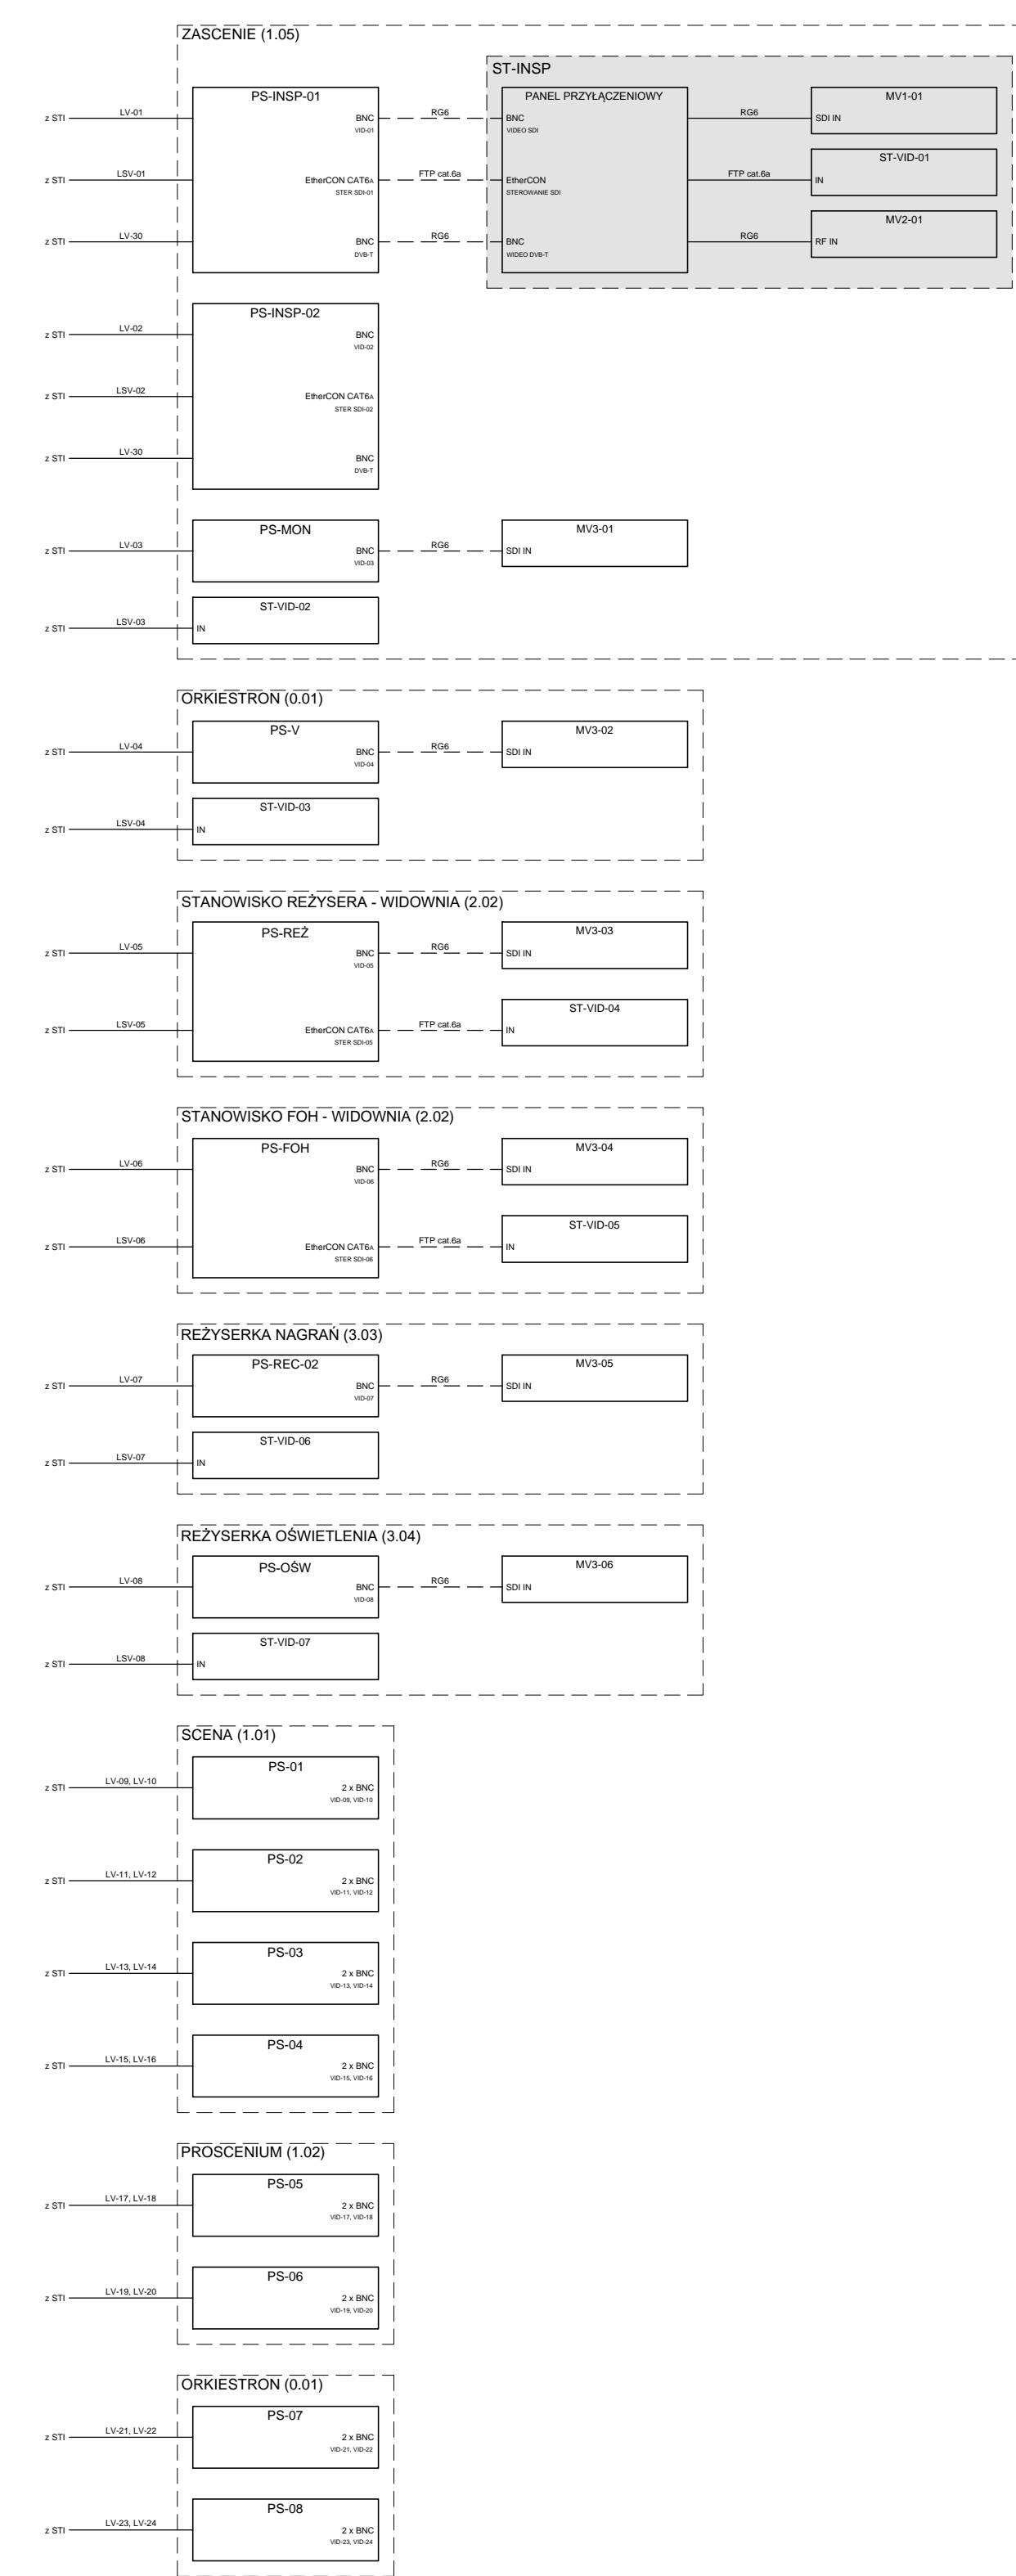 ZASCENIE (1.05)
ST-INSP
PS-INSP-01
PANEL PRZYŁĄCZENIOWY
MV1-01
z STI
LV-01
BNC
VID-01
RG6
BNC
VIDEO SDI
RG6
SDI IN
ST-VID-01
z STI
LSV-01
EtherCON CAT6A
STER SDI-01
FTP cat.6a
EtherCON
STEROWANIE SDI
FTP cat.6a
IN
MV2-01
z STI
LV-30
BNC
DVB-T
RG6
BNC
WIDEO DVB-T
RG6
RF IN
PS-INSP-02
z STI
LV-02
BNC
VID-02
z STI
LSV-02
EtherCON CAT6A
STER SDI-02
z STI
LV-30
BNC
DVB-T
PS-MON
MV3-01
z STI
LV-03
BNC
VID-03
RG6
SDI IN
ST-VID-02
z STI
LSV-03
IN
ORKIESTRON (0.01)
PS-V
MV3-02
z STI
LV-04
BNC
VID-04
RG6
SDI IN
ST-VID-03
z STI
LSV-04
IN
STANOWISKO REŻYSERA - WIDOWNIA (2.02)
PS-REŻ
MV3-03
z STI
LV-05
BNC
VID-05
RG6
SDI IN
ST-VID-04
z STI
LSV-05
EtherCON CAT6A
STER SDI-05
FTP cat.6a
IN
STANOWISKO FOH - WIDOWNIA (2.02)
PS-FOH
MV3-04
z STI
LV-06
BNC
VID-06
RG6
SDI IN
ST-VID-05
z STI
LSV-06
EtherCON CAT6A
STER SDI-06
FTP cat.6a
IN
REŻYSERKA NAGRAŃ (3.03)
PS-REC-02
MV3-05
z STI
LV-07
BNC
VID-07
RG6
SDI IN
ST-VID-06
z STI
LSV-07
IN
REŻYSERKA OŚWIETLENIA (3.04)
PS-OŚW
MV3-06
z STI
LV-08
BNC
VID-08
RG6
SDI IN
ST-VID-07
z STI
LSV-08
IN
SCENA (1.01)
PS-01
z STI
LV-09, LV-10
2 x BNC
VID-09, VID-10
PS-02
z STI
LV-11, LV-12
2 x BNC
VID-11, VID-12
PS-03
z STI
LV-13, LV-14
2 x BNC
VID-13, VID-14
PS-04
z STI
LV-15, LV-16
2 x BNC
VID-15, VID-16
PROSCENIUM (1.02)
PS-05
z STI
LV-17, LV-18
2 x BNC
VID-17, VID-18
PS-06
z STI
LV-19, LV-20
2 x BNC
VID-19, VID-20
ORKIESTRON (0.01)
PS-07
z STI
LV-21, LV-22
2 x BNC
VID-21, VID-22
PS-08
z STI
LV-23, LV-24
2 x BNC
VID-23, VID-24